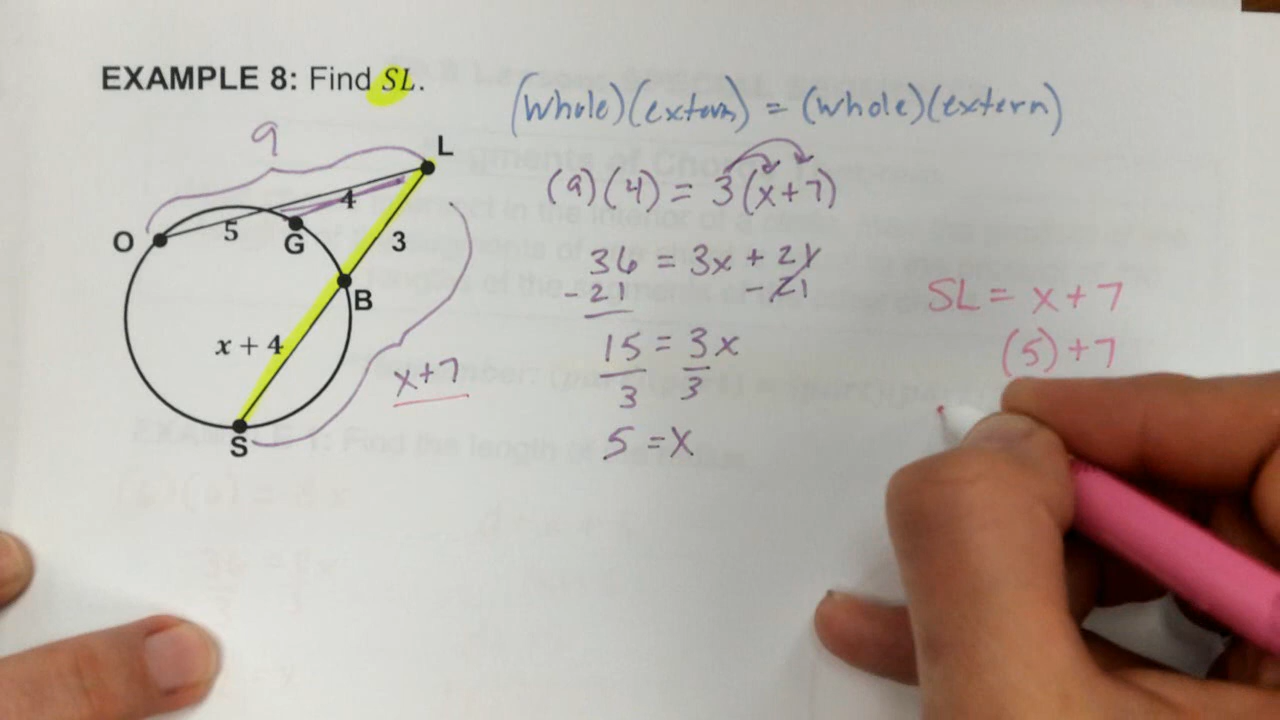 EXAMPLE 8: Find SL.
(whole)(extern) = (whole)(extern)
9
L
4
(9)(4) = 3(x+7)
O
5
G
3
36 = 3x + 21
-21 -21
B
SL = x+7
x + 4
15 = 3x
(5)+7
x+7
3 3
S
5 = x